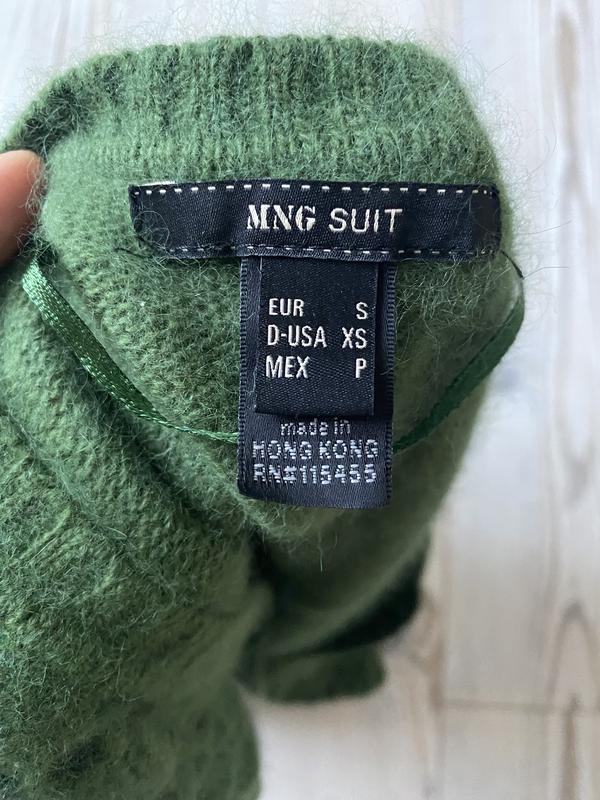 MNG SUIT
EUR S
D-USA XS
MEX P
made in
HONG KONG
RN#115455